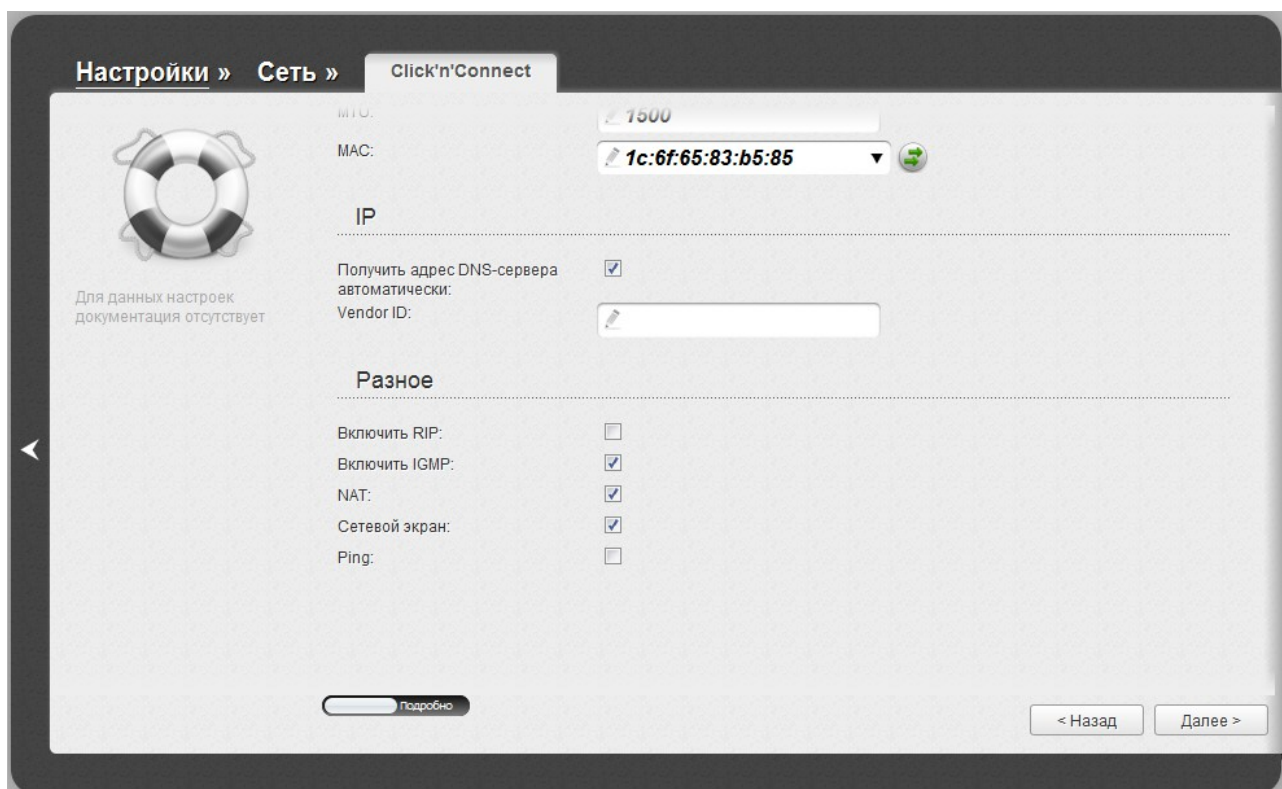 Настройки » Сеть » Click'n'Connect
MTU: 1500
MAC: 1c:6f:65:83:b5:85
IP
Для данных настроек
документация отсутствует
Получить адрес DNS-сервера
автоматически:
Vendor ID:
Разное
Включить RIP:
Включить IGMP:
NAT:
Сетевой экран:
Ping:
Подробно
< Назад Далее >